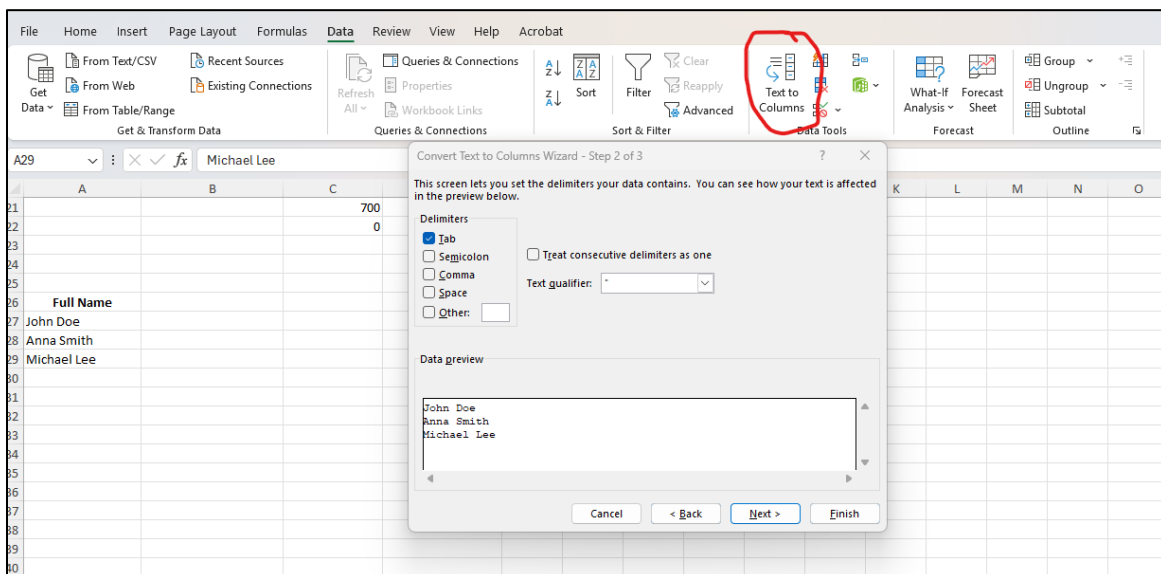 File Home Insert Page Layout Formulas Data Review View Help Acrobat
From Text/CSV Recent Sources Queries & Connections Clear Group
Get Data From Web Existing Connections Refresh All Properties Sort Filter Reapply Text to Columns What-If Analysis Forecast Sheet Ungroup
From Table/Range Workbook Links Advanced Subtotal
Get & Transform Data Queries & Connections Sort & Filter Data Tools Forecast Outline
A29 fx Michael Lee
Convert Text to Columns Wizard - Step 2 of 3 ? ×
A B C K L M N O
This screen lets you set the delimiters your data contains. You can see how your text is affected
in the preview below.
21 700
22 0
Delimiters
Tab
Semicolon
Comma
Space
Other:
Treat consecutive delimiters as one
Text qualifier: "
23
24
25
26 Full Name
27 John Doe
28 Anna Smith
29 Michael Lee
30
31
32
33
34
35
36
37
38
39
40
Data preview
John Doe
Anna Smith
Michael Lee
Cancel < Back Next > Finish